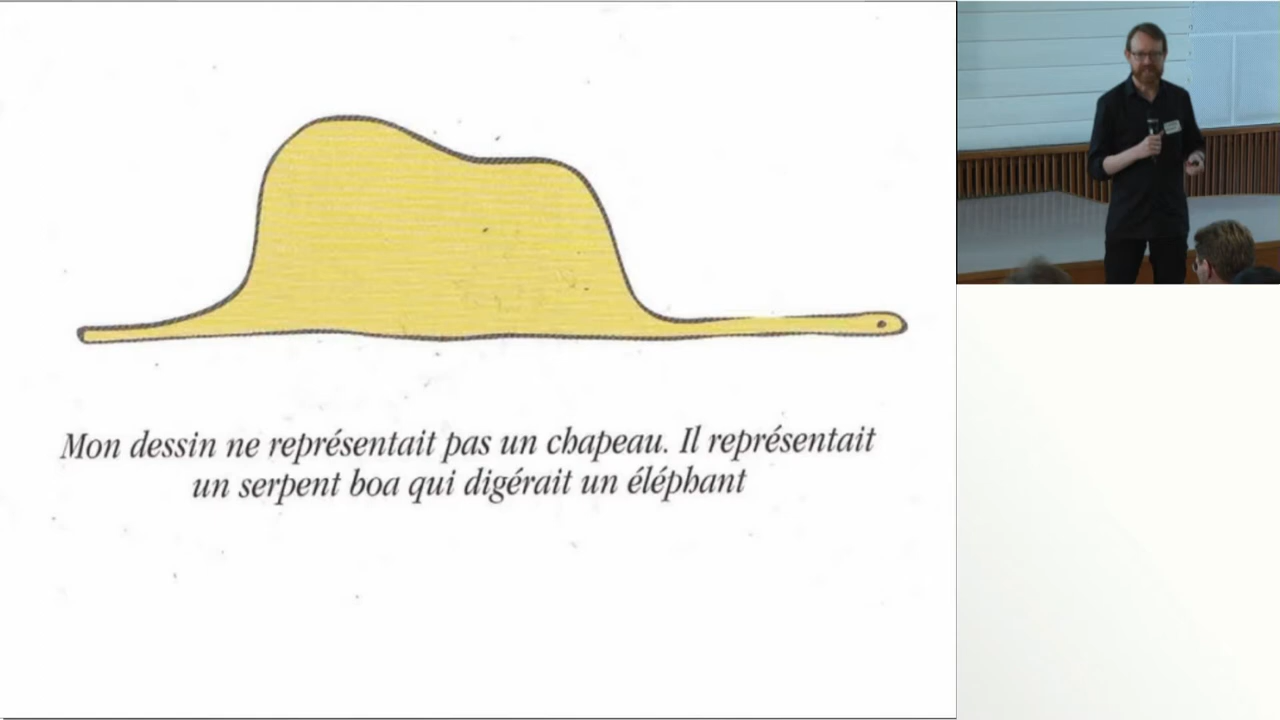 Mon dessin ne représentait pas un chapeau. Il représentait
un serpent boa qui digérait un éléphant